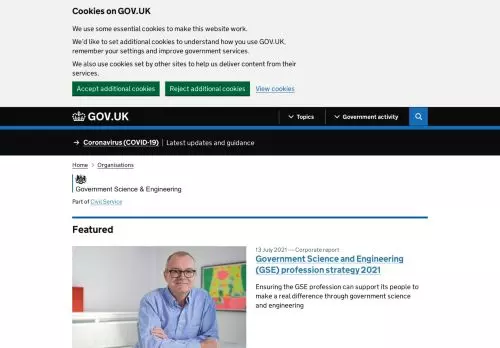 Cookies on GOV.UK
We use some essential cookies to make this website work.
We'd like to set additional cookies to understand how you use GOV.UK,
remember your settings and improve government services.
We also use cookies set by other sites to help us deliver content from their
services.
Accept additional cookies Reject additional cookies View cookies
GOV.UK Topics Government activity
→ Coronavirus (COVID-19) Latest updates and guidance
Home Organisations
Government Science & Engineering
Part of Civil Service
Featured
13 July 2021 — Corporate report
Government Science and Engineering
(GSE) profession strategy 2021
Ensuring the GSE profession can support its people to
make a real difference through government science
and engineering